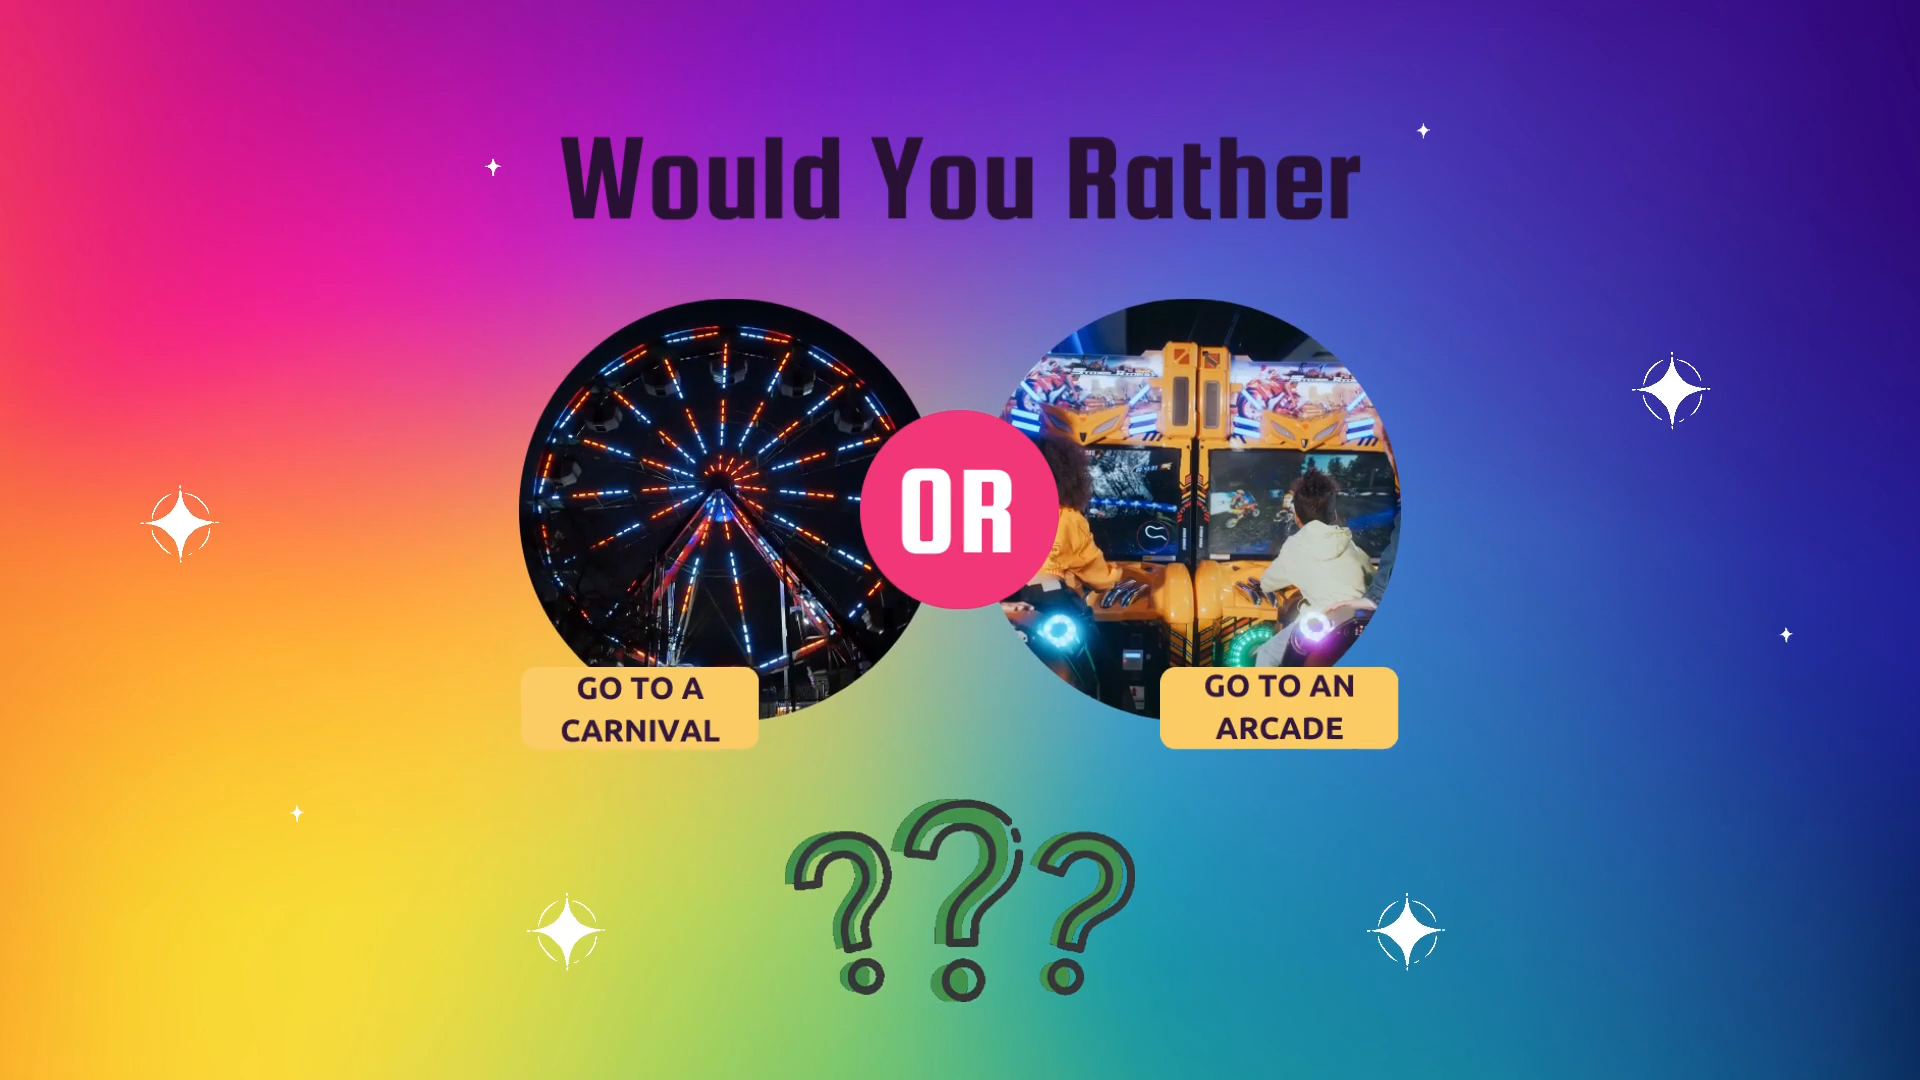 Would You Rather
OR
GO TO A
CARNIVAL
GO TO AN
ARCADE
???